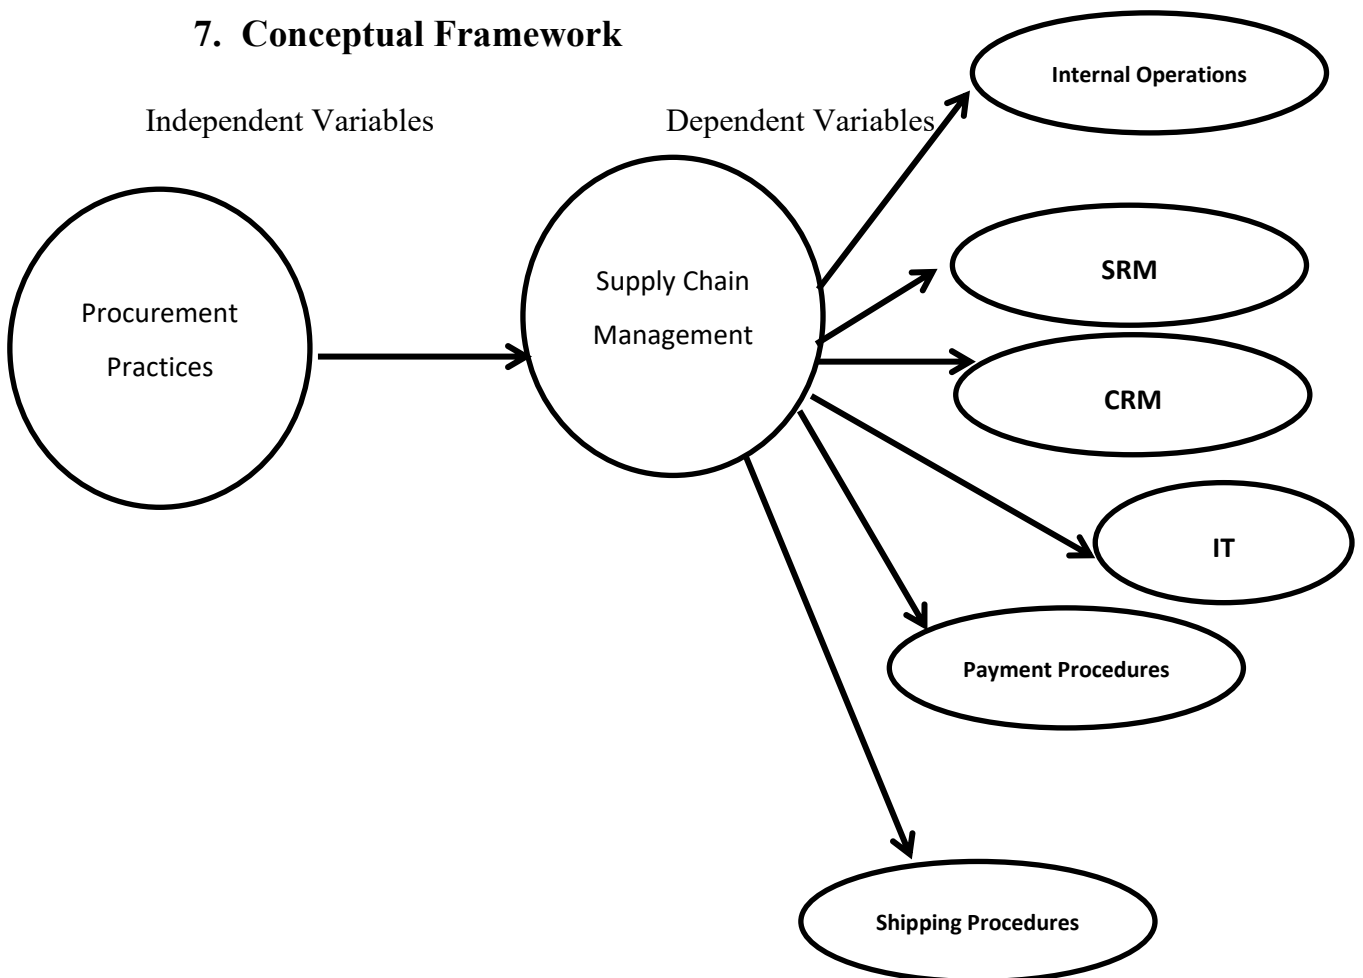 7. Conceptual Framework
Internal Operations
Independent Variables
Dependent Variables
Procurement
Practices
Supply Chain
Management
SRM
CRM
IT
Payment Procedures
Shipping Procedures